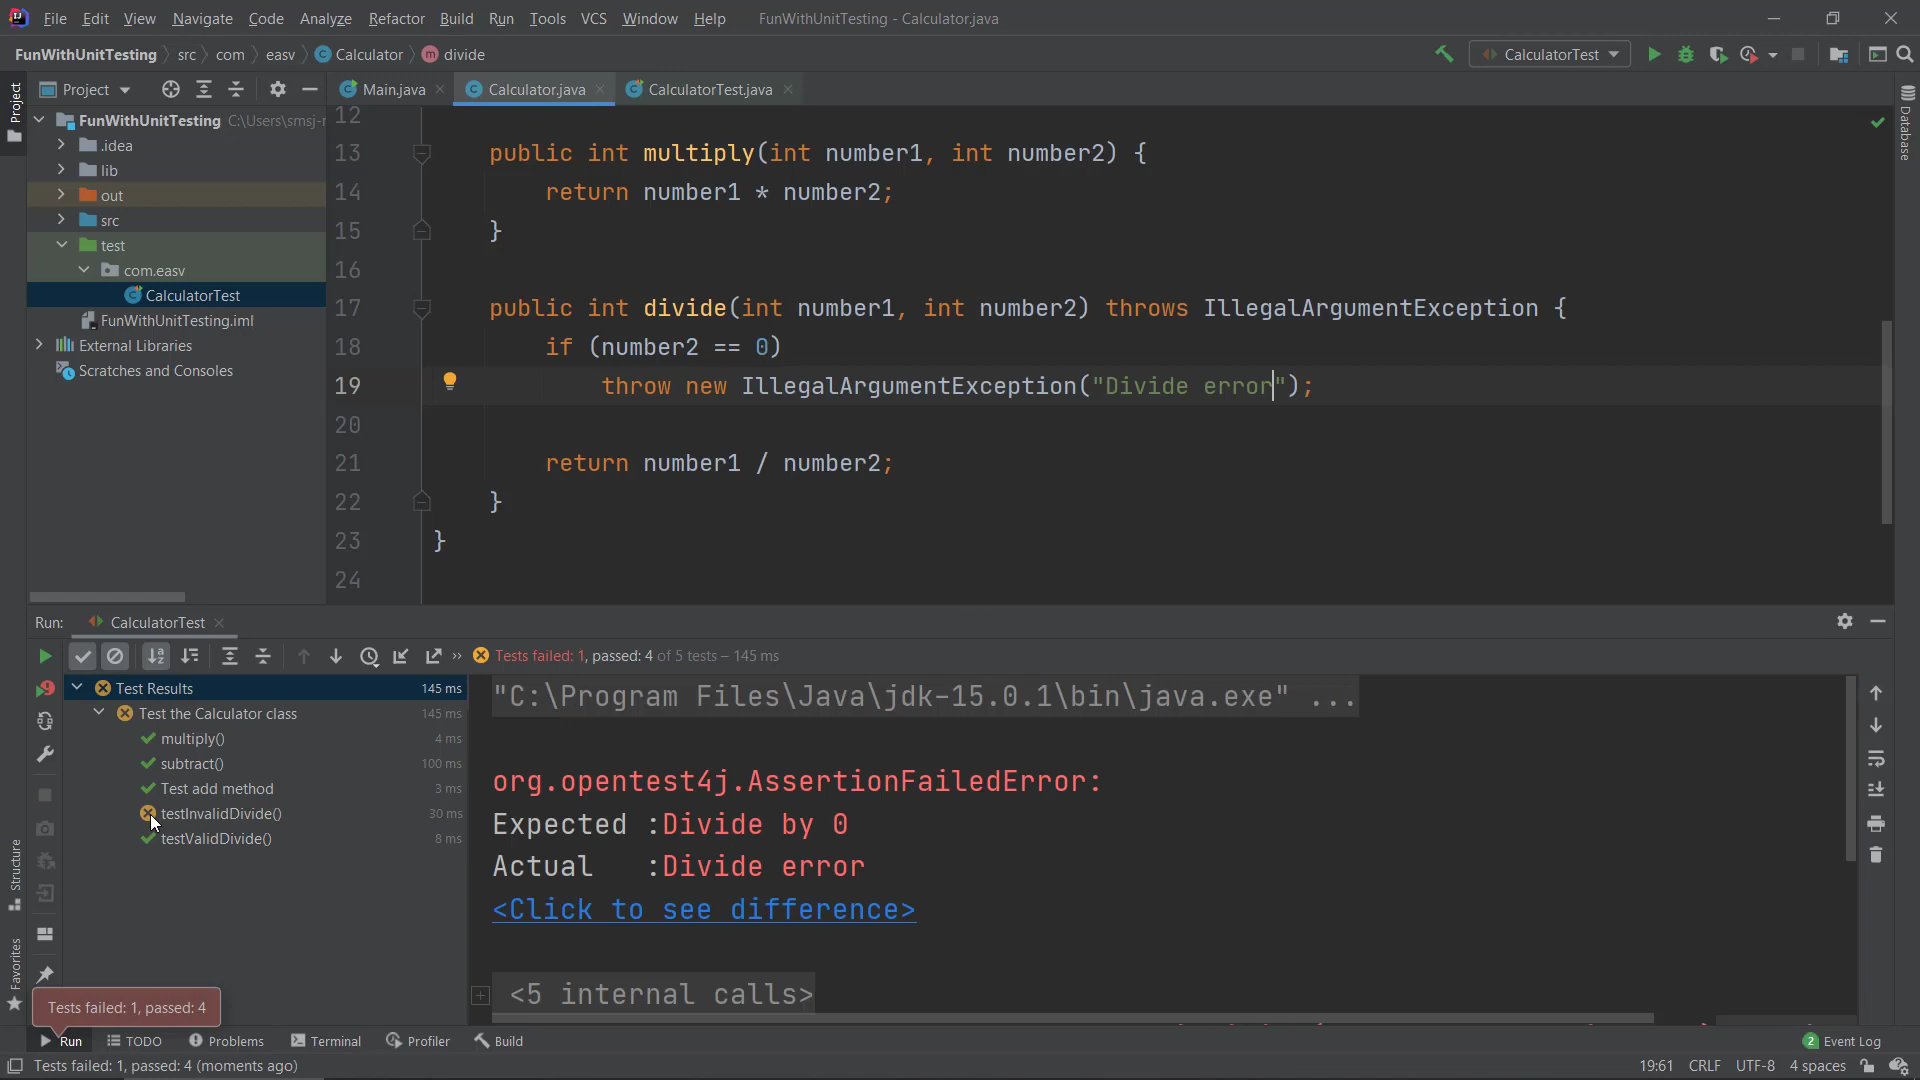 File Edit View Navigate Code Analyze Refactor Build Run Tools VCS Window Help FunWithUnitTesting - Calculator.java
FunWithUnitTesting src com easv Calculator divide CalculatorTest
Project
Project
Main.java Calculator.java CalculatorTest.java
Database
FunWithUnitTesting C:\Users\smsj-r
.idea
lib
out
src
test
com.easv
CalculatorTest
FunWithUnitTesting.iml
External Libraries
Scratches and Consoles
12
13 public int multiply(int number1, int number2) {
14 return number1 * number2;
15 }
16
17 public int divide(int number1, int number2) throws IllegalArgumentException {
18 if (number2 == 0)
19 throw new IllegalArgumentException("Divide error");
20
21 return number1 / number2;
22 }
23 }
24
Run: CalculatorTest
Tests failed: 1, passed: 4 of 5 tests – 145 ms
Test Results 145 ms
Test the Calculator class 145 ms
multiply() 4 ms
subtract() 100 ms
Test add method 3 ms
testInvalidDivide() 30 ms
testValidDivide() 8 ms
"C:\Program Files\Java\jdk-15.0.1\bin\java.exe" ...
org.opentest4j.AssertionFailedError:
Expected :Divide by 0
Actual :Divide error
<Click to see difference>
<5 internal calls>
Structure
Favorites
Tests failed: 1, passed: 4
Run TODO Problems Terminal Profiler Build 2 Event Log
Tests failed: 1, passed: 4 (moments ago) 19:61 CRLF UTF-8 4 spaces